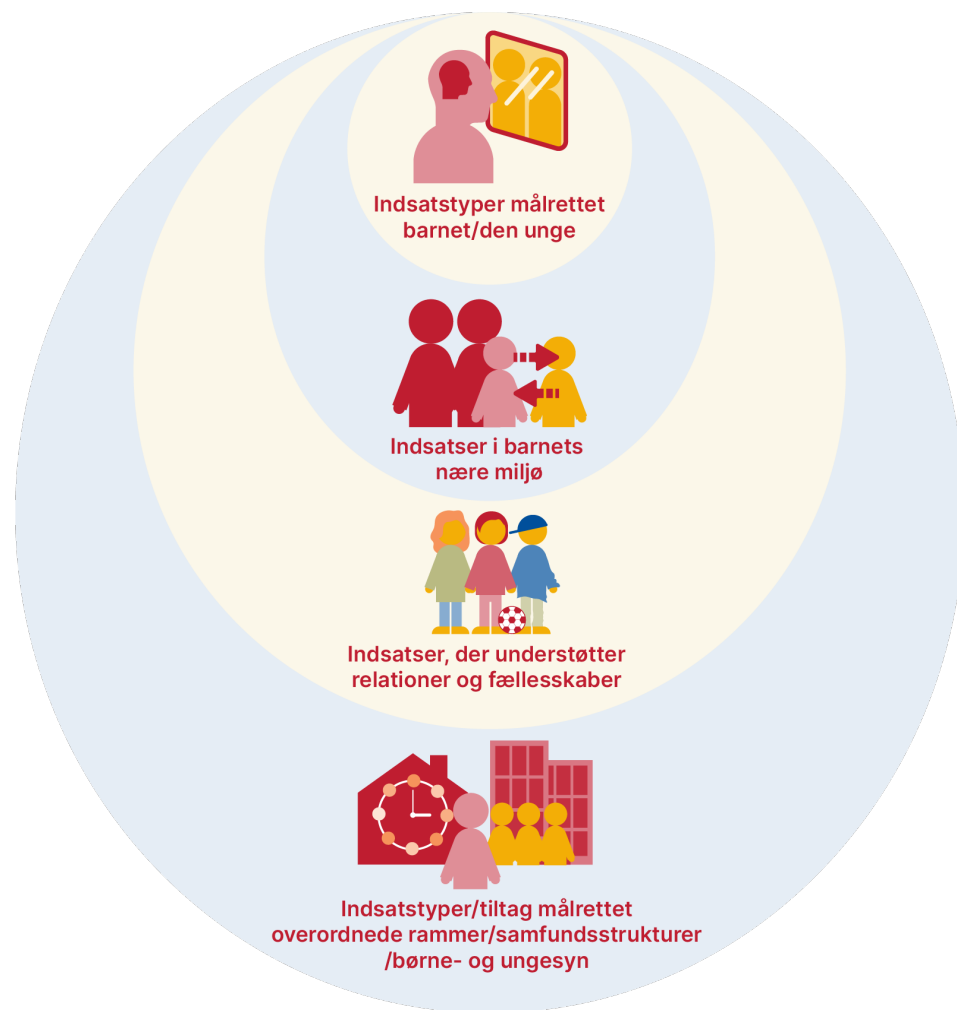 Indsatstyper målrettet
barnet/den unge
Indsatser i barnets
nære miljø
Indsatser, der understøtter
relationer og fællesskaber
Indsatstyper/tiltag målrettet
overordnede rammer/samfundsstrukturer
/børne- og ungesyn